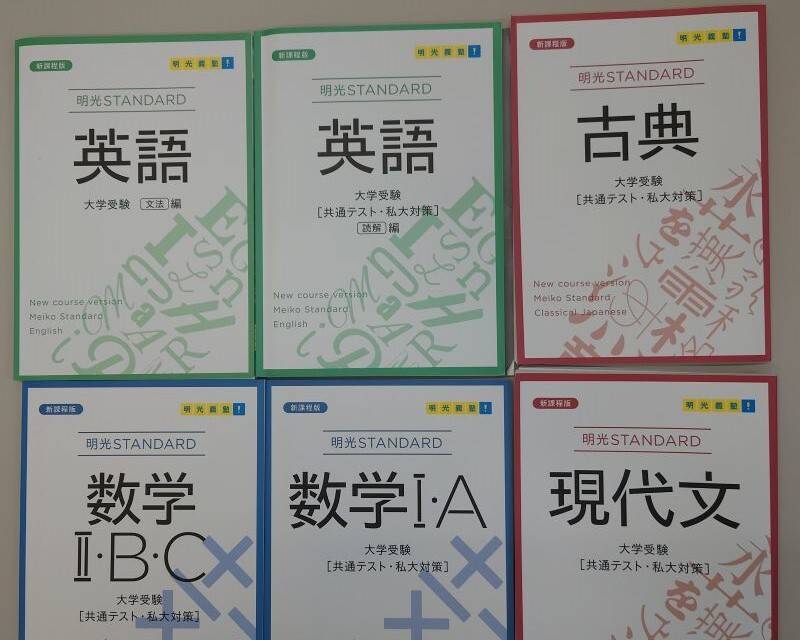 新課程版
明光義塾!
明光STANDARD
英語
大学受験 文法 編
New course version
Meiko Standard
English
新課程版
明光義塾!
明光STANDARD
英語
大学受験
[共通テスト・私大対策]
読解 編
New course version
Meiko Standard
English
新課程版
明光義塾!
明光STANDARD
古典
大学受験
[共通テスト・私大対策]
New course version
Meiko Standard
Classical Japanese
新課程版
明光義塾!
明光STANDARD
数学
II・B・C
大学受験
[共通テスト・私大対策]
新課程版
明光義塾!
明光STANDARD
数学I・A
大学受験
[共通テスト・私大対策]
新課程版
明光義塾!
明光STANDARD
現代文
大学受験
[共通テスト・私大対策]